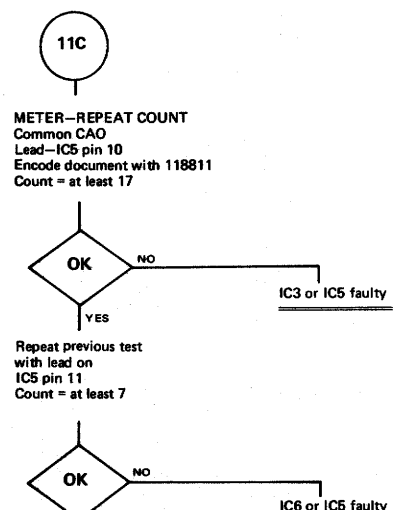 11C
METER—REPEAT COUNT
Common CAO
Lead—IC5 pin 10
Encode document with 118811
Count = at least 17
OK
NO
IC3 or IC5 faulty
YES
Repeat previous test
with lead on
IC5 pin 11
Count = at least 7
OK
NO
IC6 or IC5 faulty